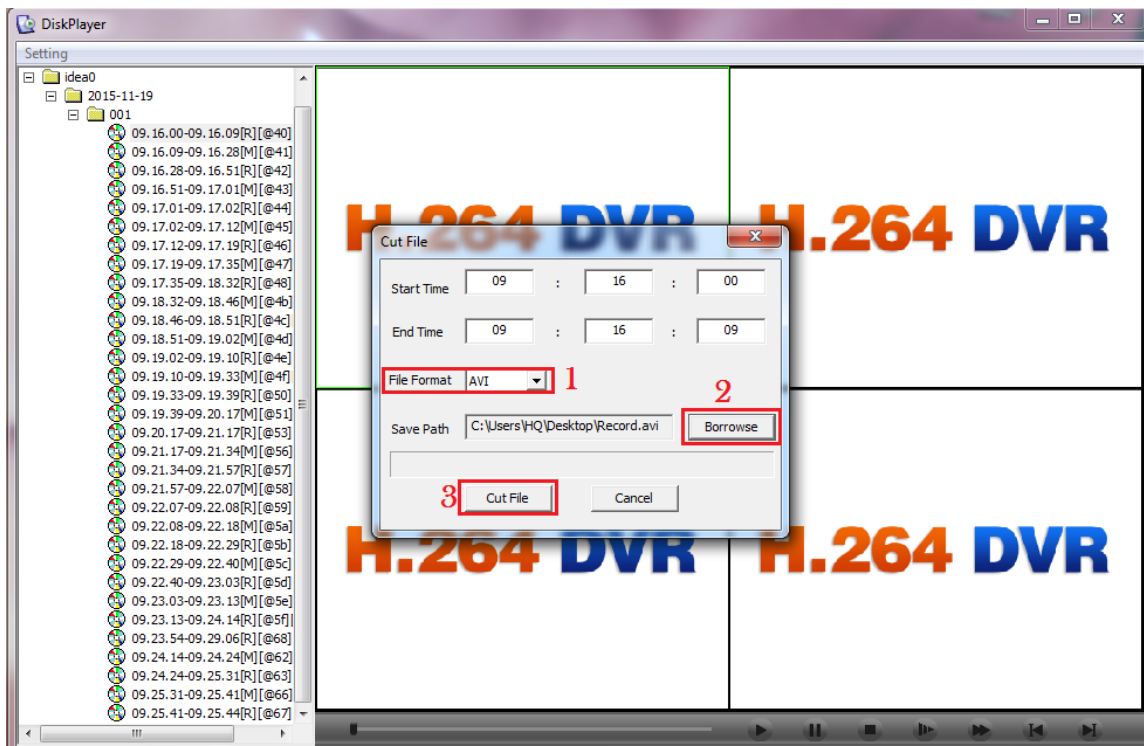 DiskPlayer
Setting
idea0
2015-11-19
001
09.16.00-09.16.09[R][@40]
09.16.09-09.16.28[M][@41]
09.16.28-09.16.51[R][@42]
09.16.51-09.17.01[M][@43]
09.17.01-09.17.02[R][@44]
09.17.02-09.17.12[M][@45]
09.17.12-09.17.19[R][@46]
09.17.19-09.17.35[M][@47]
09.17.35-09.18.32[R][@48]
09.18.32-09.18.46[M][@4b]
09.18.46-09.18.51[R][@4c]
09.18.51-09.19.02[M][@4d]
09.19.02-09.19.10[R][@4e]
09.19.10-09.19.33[M][@4f]
09.19.33-09.19.39[R][@50]
09.19.39-09.20.17[M][@51]
09.20.17-09.21.17[R][@53]
09.21.17-09.21.34[M][@56]
09.21.34-09.21.57[R][@57]
09.21.57-09.22.07[M][@58]
09.22.07-09.22.08[R][@59]
09.22.08-09.22.18[M][@5a]
09.22.18-09.22.29[R][@5b]
09.22.29-09.22.40[M][@5c]
09.22.40-09.23.03[R][@5d]
09.23.03-09.23.13[M][@5e]
09.23.13-09.24.14[R][@5f]
09.23.54-09.29.06[R][@68]
09.24.14-09.24.24[M][@62]
09.24.24-09.25.31[R][@63]
09.25.31-09.25.41[M][@66]
09.25.41-09.25.44[R][@67]
H.264 DVR
H.264 DVR
Cut File
Start Time 09 : 16 : 00
End Time 09 : 16 : 09
File Format AVI 1
2
Save Path C:\Users\HQ\Desktop\Record.avi Borrowse
3 Cut File Cancel
H.264 DVR
H.264 DVR